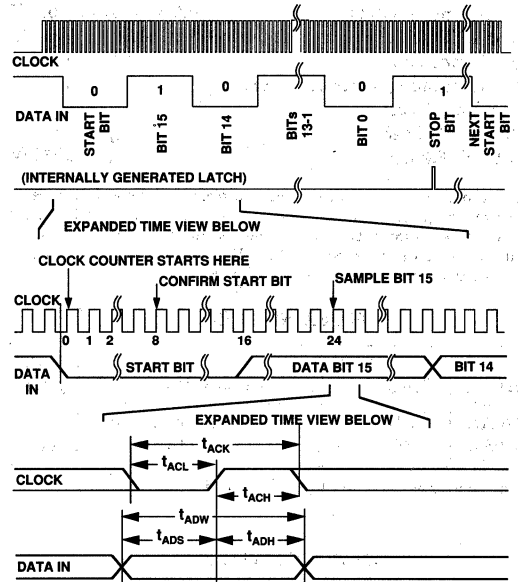 CLOCK
0 1 0 0 1
DATA IN
START BIT
BIT 15
BIT 14
BITs 13-1
BIT 0
STOP BIT
NEXT START BIT
(INTERNALLY GENERATED LATCH)
EXPANDED TIME VIEW BELOW
CLOCK COUNTER STARTS HERE
CONFIRM START BIT
SAMPLE BIT 15
CLOCK
0 1 2 8 16 24
DATA IN
START BIT
DATA BIT 15
BIT 14
EXPANDED TIME VIEW BELOW
tACK
tACL
CLOCK
tACH
tADW
tADS
tADH
DATA IN